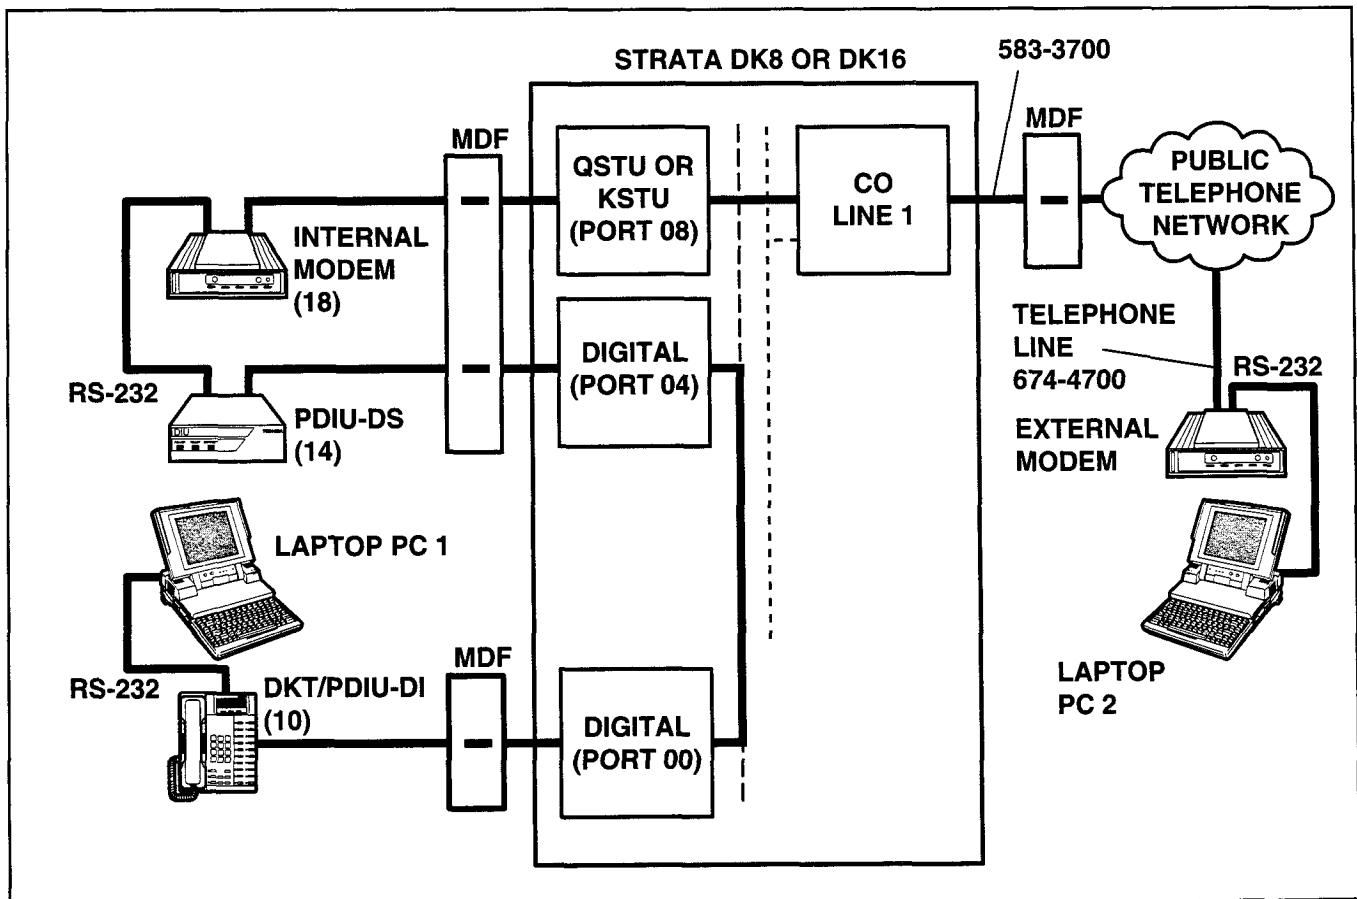 STRATA DK8 OR DK16
583-3700
MDF
MDF
QSTU OR
KSTU
(PORT 08)
CO
LINE 1
PUBLIC
TELEPHONE
NETWORK
INTERNAL
MODEM
(18)
TELEPHONE
LINE
674-4700
RS-232
DIGITAL
(PORT 04)
RS-232
PDIU-DS
(14)
DIU
EXTERNAL
MODEM
LAPTOP PC 1
MDF
LAPTOP
PC 2
RS-232
DKT/PDIU-DI
(10)
DIGITAL
(PORT 00)